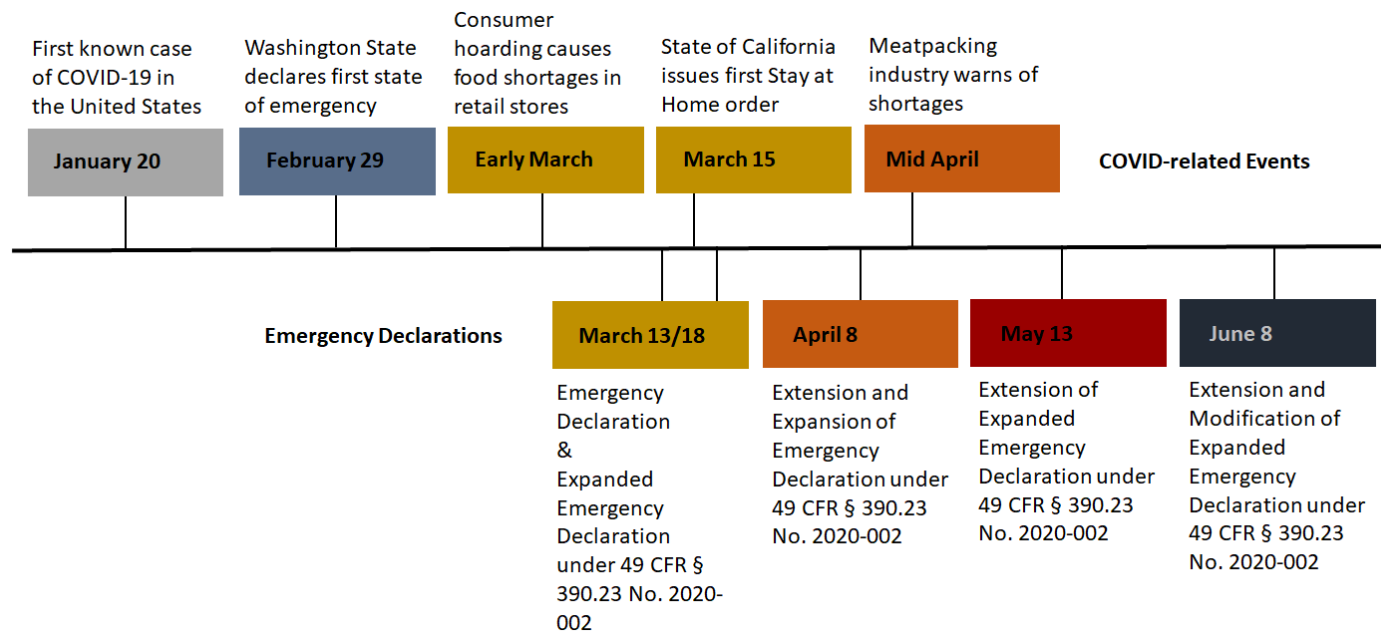 First known case
of COVID-19 in
the United States
January 20
Washington State
declares first state
of emergency
February 29
Consumer
hoarding causes
food shortages in
retail stores
Early March
State of California
issues first Stay at
Home order
March 15
Meatpacking
industry warns of
shortages
Mid April
COVID-related Events
Emergency Declarations
March 13/18
Emergency
Declaration
&
Expanded
Emergency
Declaration
under 49 CFR §
390.23 No. 2020-
002
April 8
Extension and
Expansion of
Emergency
Declaration under
49 CFR § 390.23
No. 2020-002
May 13
Extension of
Expanded
Emergency
Declaration under
49 CFR § 390.23
No. 2020-002
June 8
Extension and
Modification of
Expanded
Emergency
Declaration under
49 CFR § 390.23
No. 2020-002